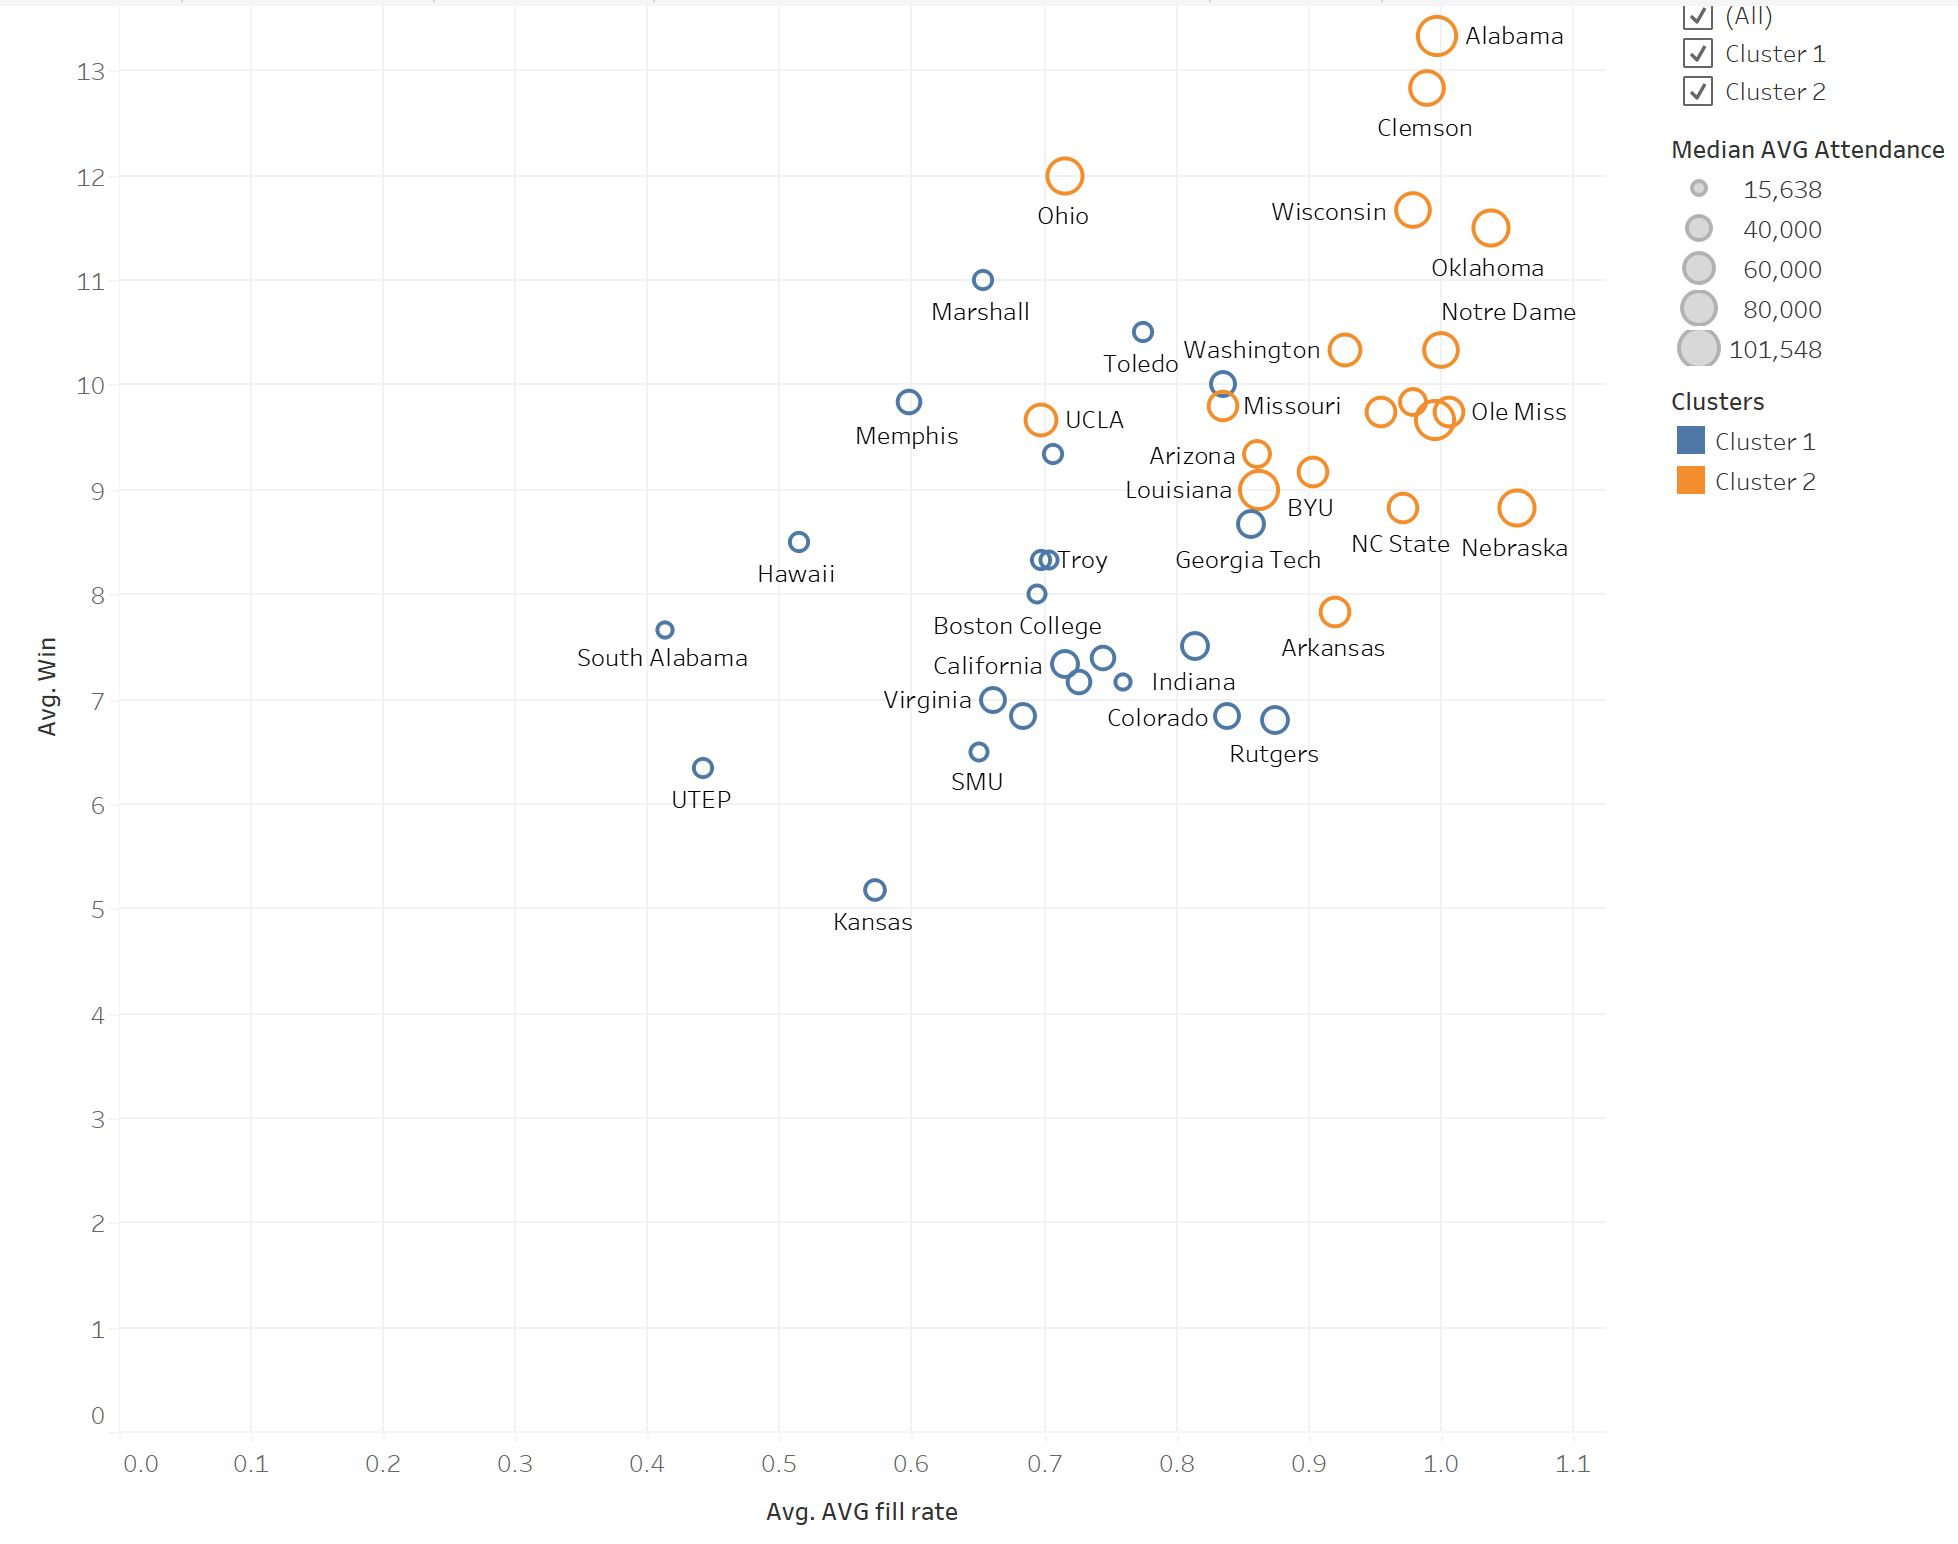 (All)
Cluster 1
Cluster 2
Median AVG Attendance
15,638
40,000
60,000
80,000
101,548
Clusters
Cluster 1
Cluster 2
Avg. Win
13
12
11
10
9
8
7
6
5
4
3
2
1
0
Alabama
Clemson
Ohio
Wisconsin
Oklahoma
Marshall
Notre Dame
Toledo
Washington
Memphis
UCLA
Missouri
Ole Miss
Arizona
Louisiana
BYU
NC State
Nebraska
Hawaii
Troy
Georgia Tech
Boston College
Arkansas
South Alabama
California
Indiana
Virginia
Colorado
Rutgers
SMU
UTEP
Kansas
0.0 0.1 0.2 0.3 0.4 0.5 0.6 0.7 0.8 0.9 1.0 1.1
Avg. AVG fill rate